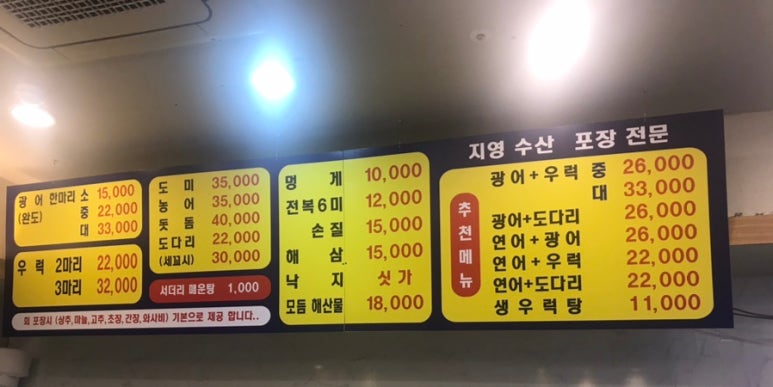 지영 수산 포장 전문
광어 한마리 소 15,000
(완도) 중 22,000
대 33,000
우럭 2마리 22,000
3마리 32,000
도미 35,000
농어 35,000
돗돔 40,000
도다리 22,000
(세꼬시) 30,000
서더리 매운탕 1,000
회 포장시 (상추,마늘,고추,초장,간장,와사비) 기본으로 제공 합니다..
멍게 10,000
전복6미 12,000
손질 15,000
해삼 15,000
낙지 싯가
모듬 해산물 18,000
추천메뉴
광어+우럭 중 26,000
대 33,000
광어+도다리 26,000
연어+광어 26,000
연어+우럭 22,000
연어+도다리 22,000
생우럭탕 11,000